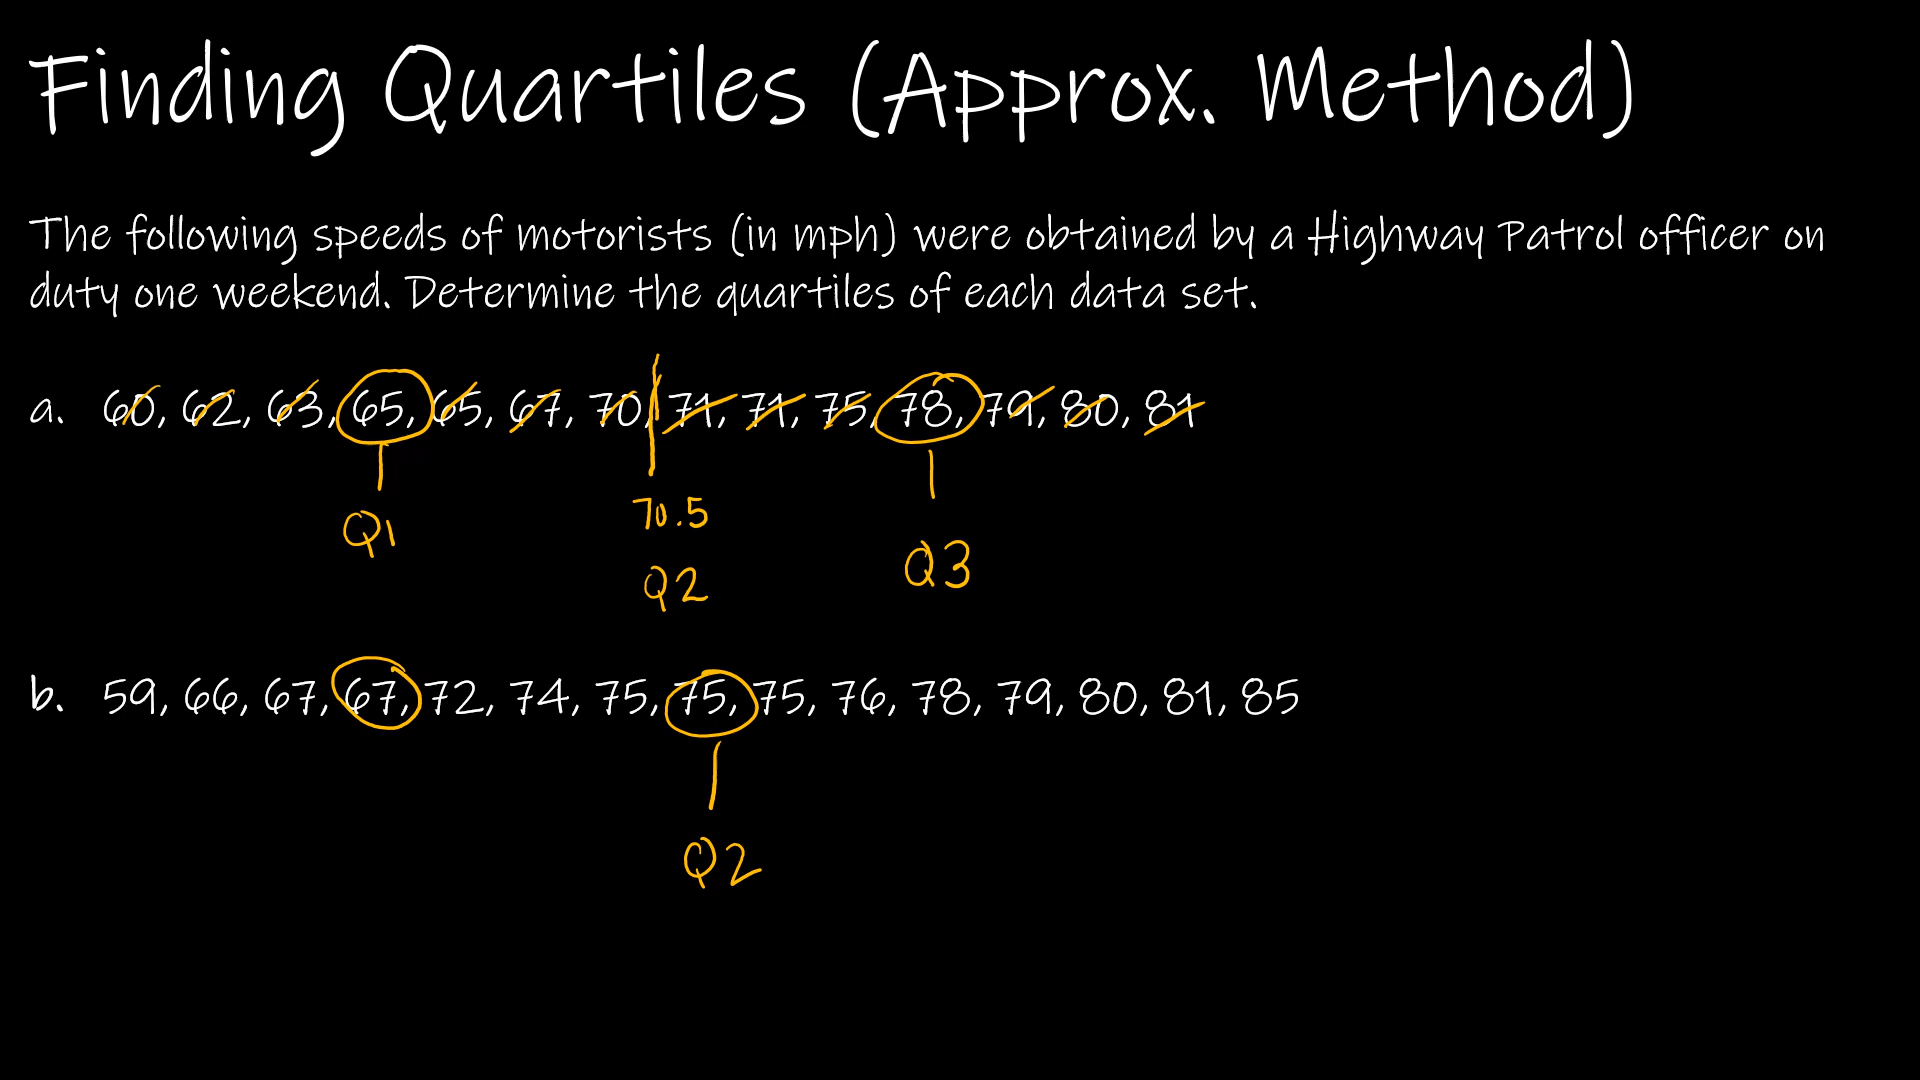 Finding Quartiles (Approx. Method)
The following speeds of motorists (in mph) were obtained by a Highway Patrol officer on
duty one weekend. Determine the quartiles of each data set.
a. 60, 62, 63, 65, 65, 67, 70, 71, 71, 75, 78, 79, 80, 81
Q1
70.5
Q2
Q3
b. 59, 66, 67, 67, 72, 74, 75, 75, 75, 76, 78, 79, 80, 81, 85
Q2